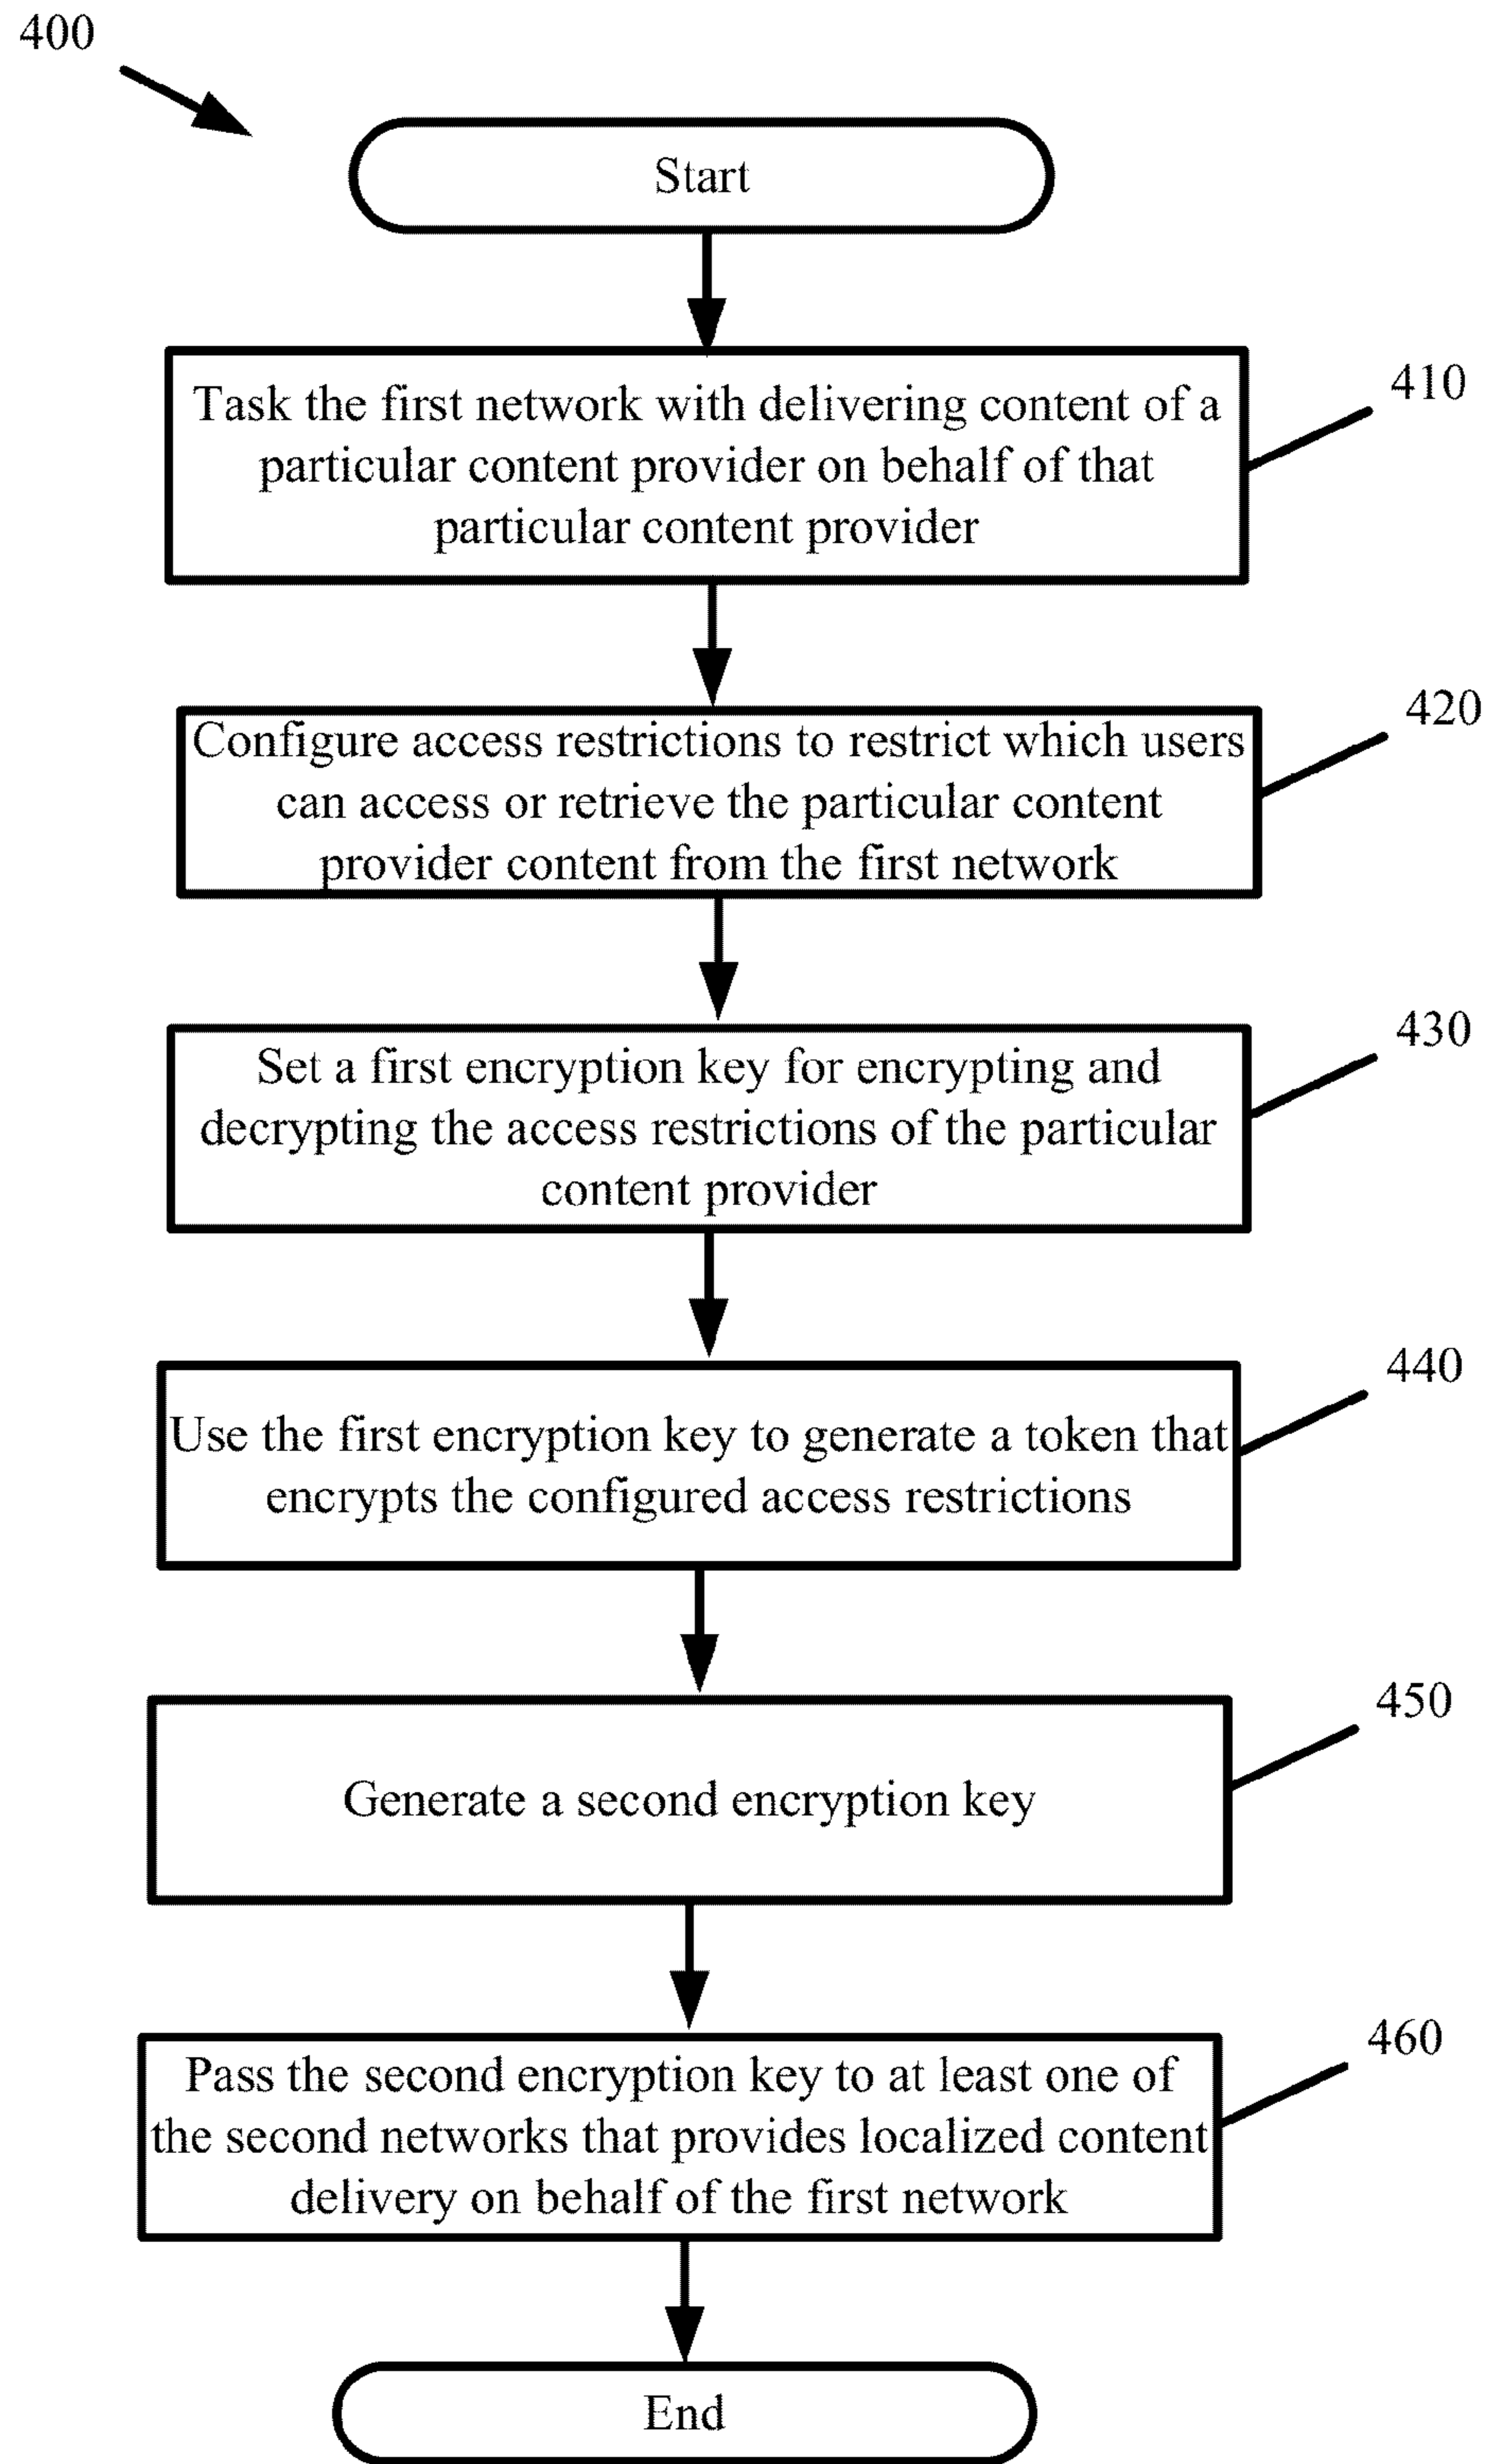 400
Start
Task the first network with delivering content of a
particular content provider on behalf of that
particular content provider
410
Configure access restrictions to restrict which users
can access or retrieve the particular content
provider content from the first network
420
Set a first encryption key for encrypting and
decrypting the access restrictions of the particular
content provider
430
Use the first encryption key to generate a token that
encrypts the configured access restrictions
440
Generate a second encryption key
450
Pass the second encryption key to at least one of
the second networks that provides localized content
delivery on behalf of the first network
460
End